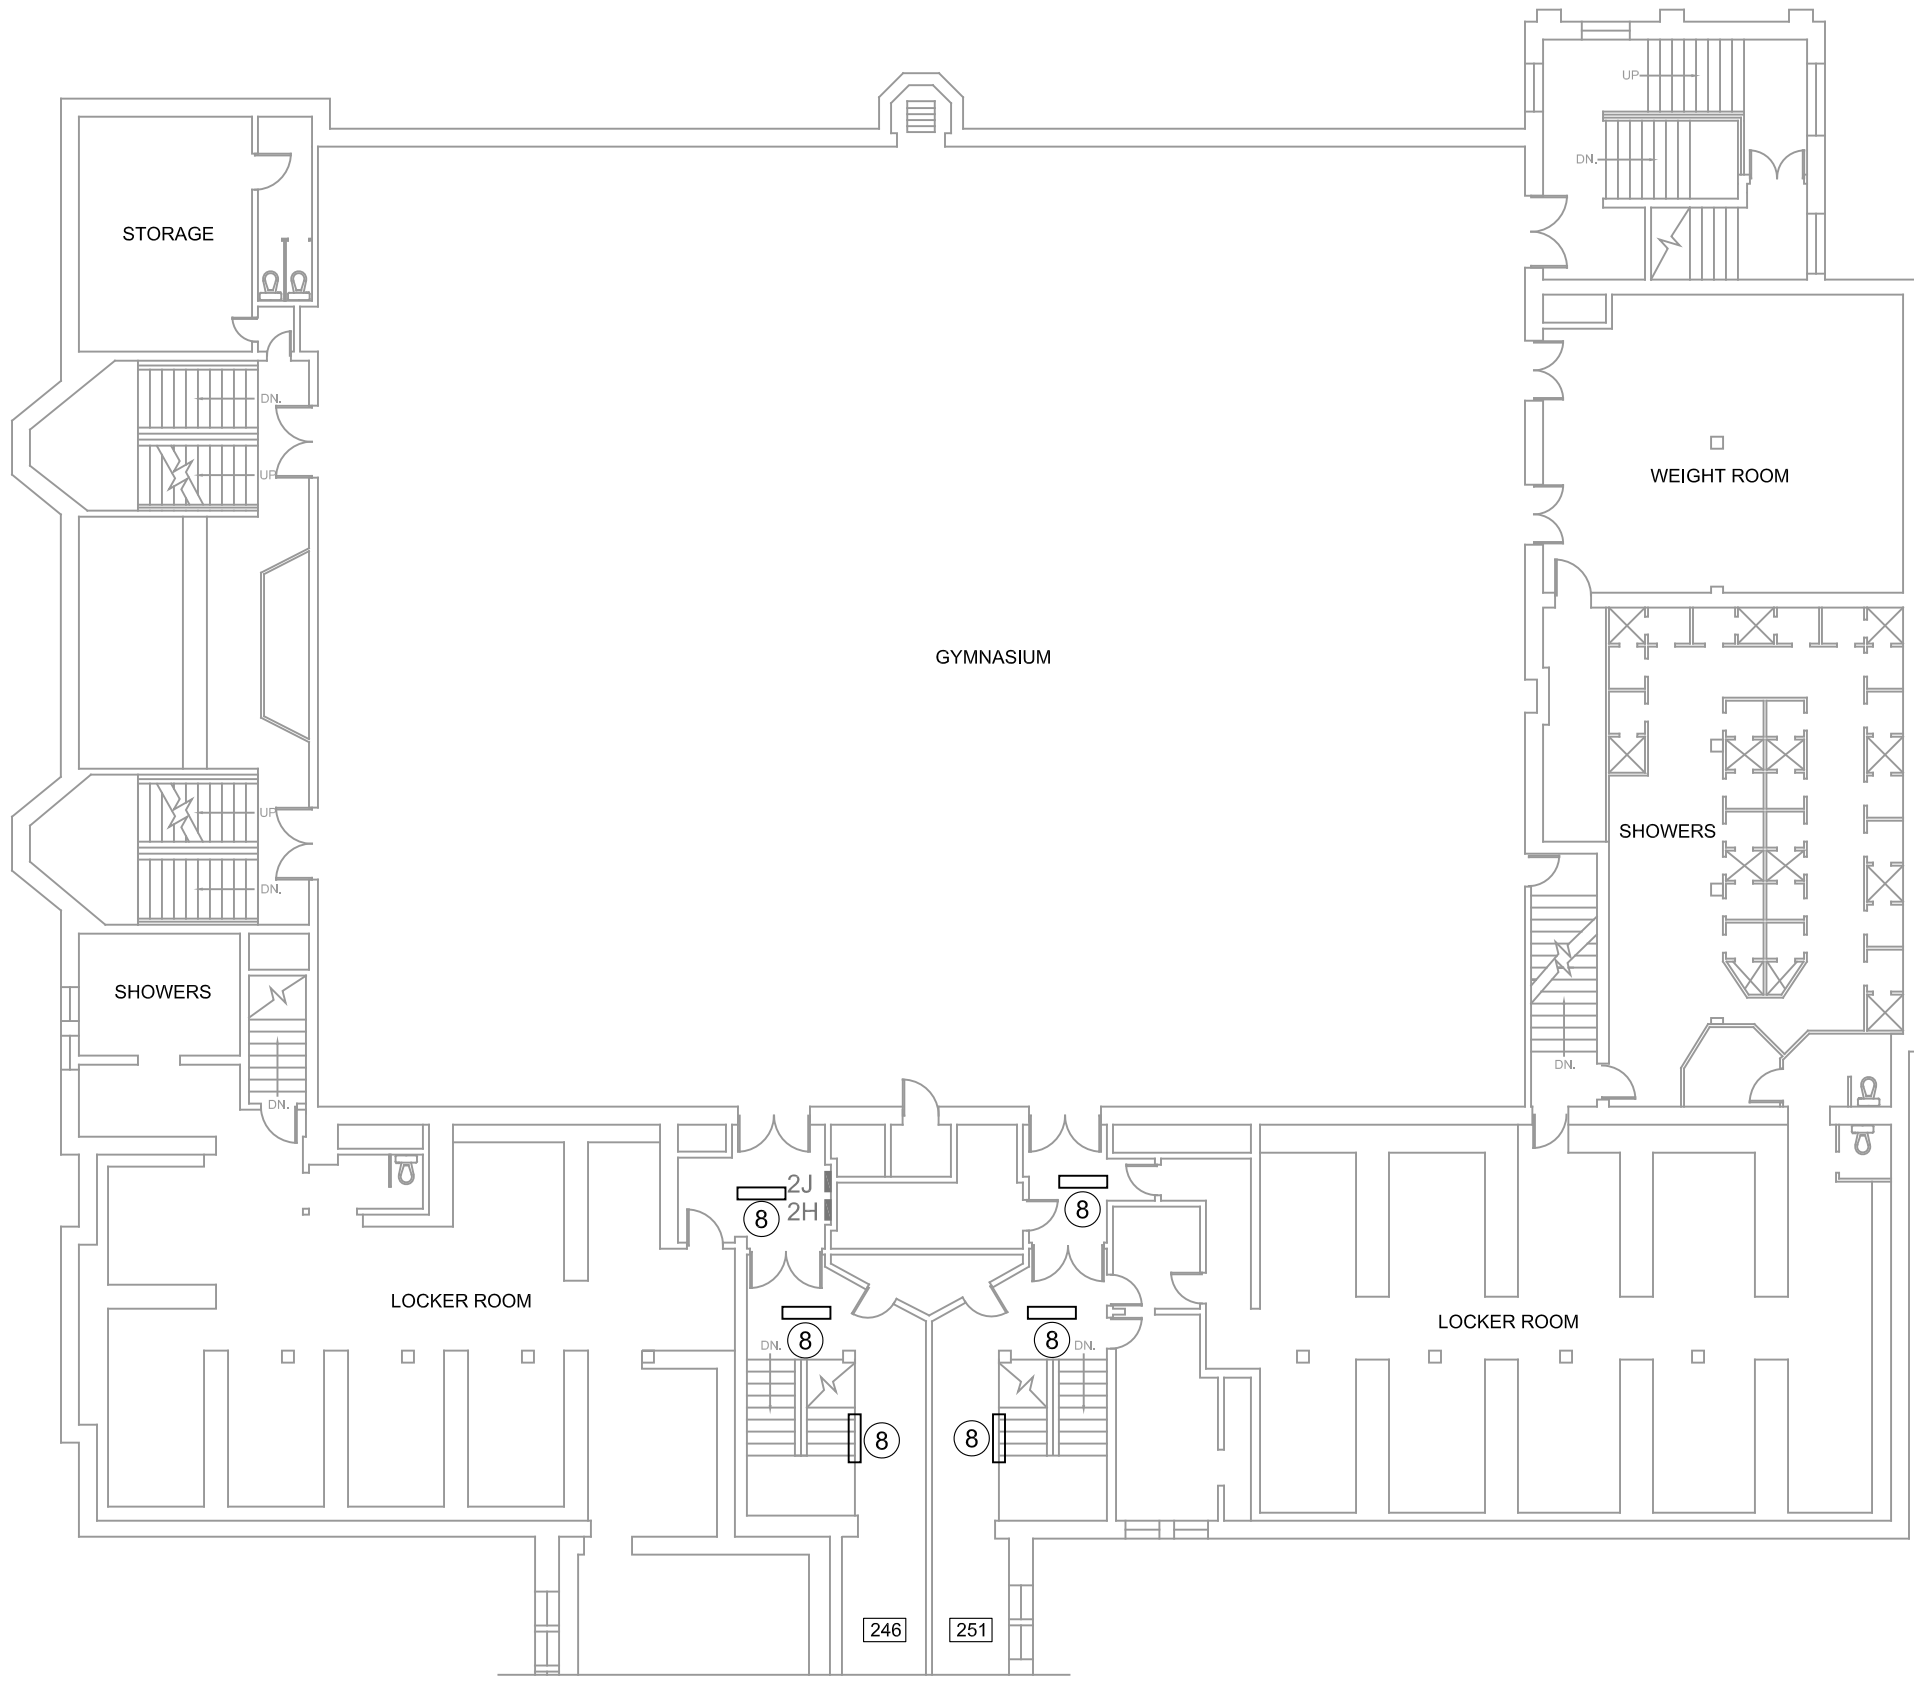 UP
DN.
STORAGE
DN.
UP
WEIGHT ROOM
GYMNASIUM
UP
SHOWERS
DN.
SHOWERS
DN.
DN.
2J
8
2H
8
8
LOCKER ROOM
LOCKER ROOM
8
8
DN.
DN.
8
8
246
251